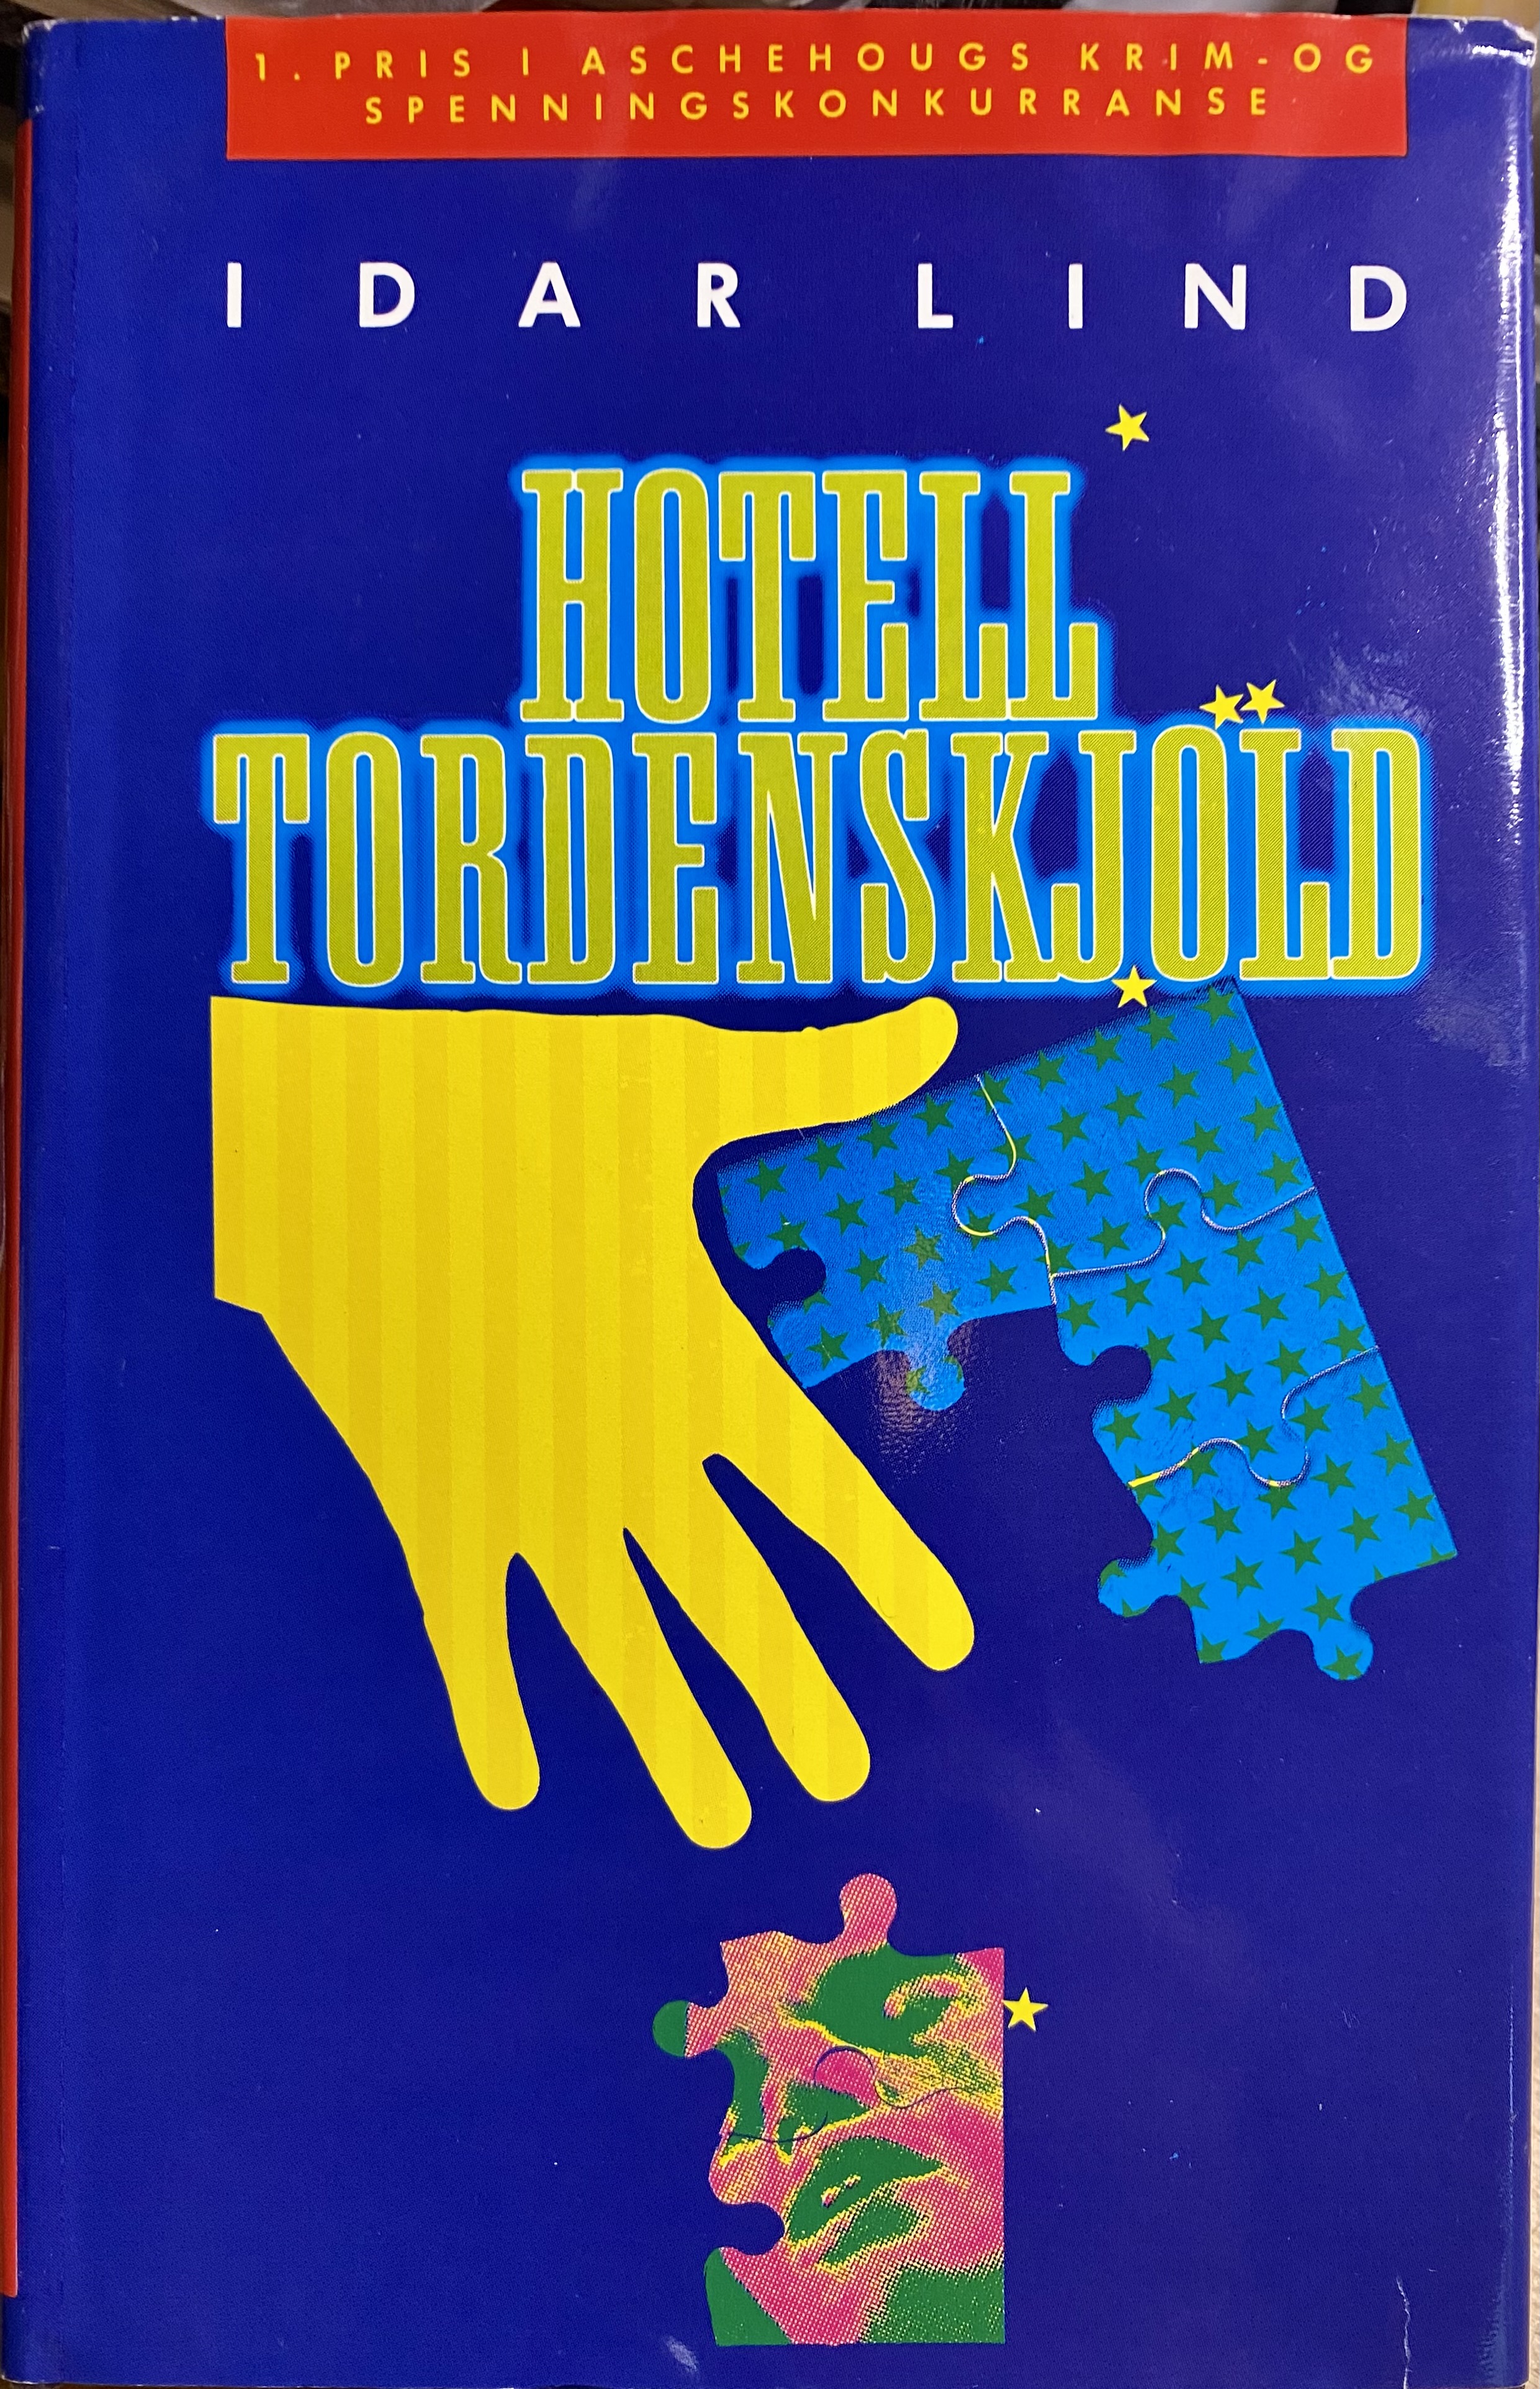 1. PRIS I ASCHEHOUGS KRIM-OG
SPENNINGSKONKURRANSE
IDAR LIND
HOTELL
TORDENSKJOLD